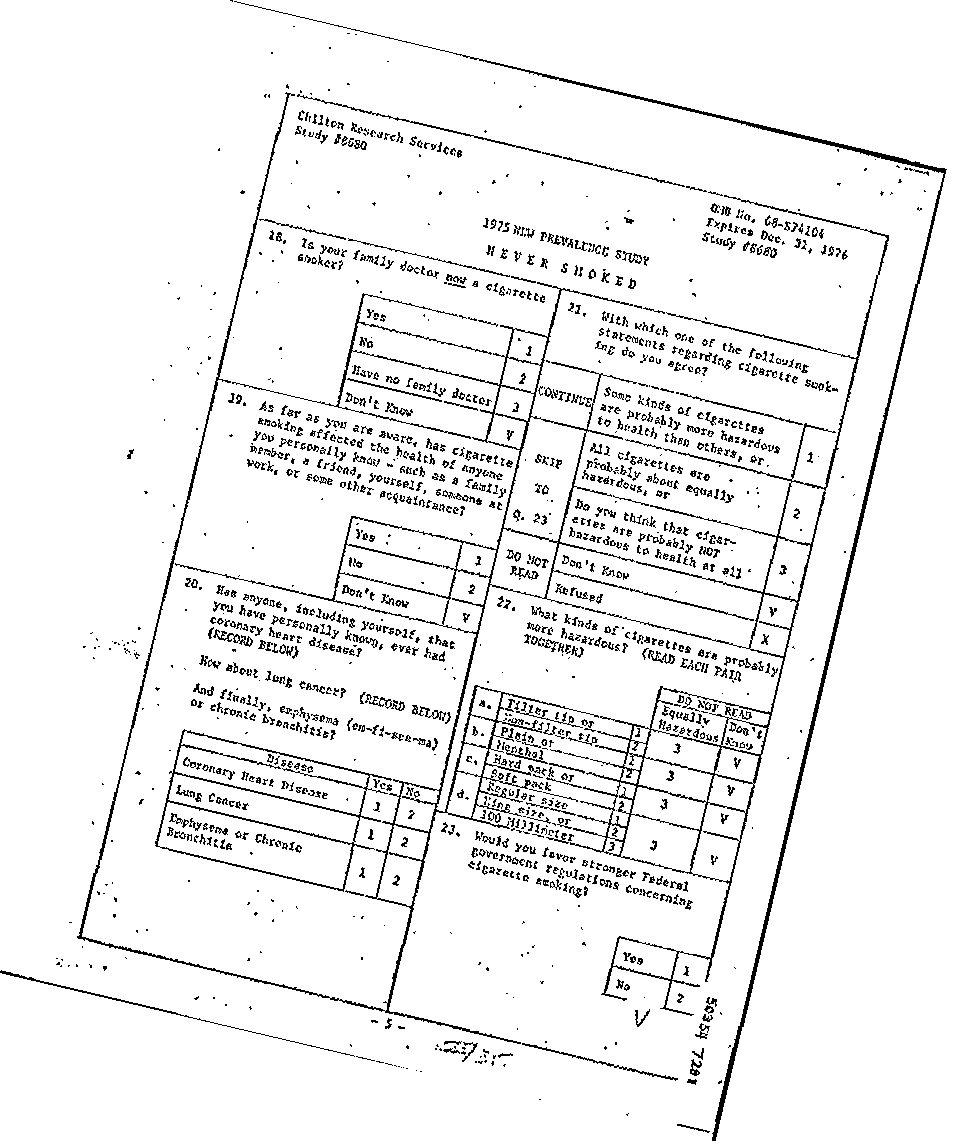 Chilton Research Services
Study #8680
OMB No. 68-S74104
Expires Dec. 31, 1976
Study #8680
1975 NEW PREVALENCE STUDY
NEVER SMOKED
18. Is your family doctor now a cigarette
smoker?
Yes 1
No 2
Have no family doctor 3
Don't Know V
19. As far as you are aware, has cigarette
smoking affected the health of anyone
you personally know - such as a family
member, a friend, yourself, someone at
work, or some other acquaintance?
Yes 1
No 2
Don't Know V
20. Has anyone, including yourself, that
you have personally known, ever had
coronary heart disease?
(RECORD BELOW)
How about lung cancer? (RECORD BELOW)
And finally, emphysema (em-fi-see-ma)
or chronic bronchitis?
Disease Yes No
Coronary Heart Disease 1 2
Lung Cancer 1 2
Emphysema or Chronic
Bronchitis 1 2
21. With which one of the following
statements regarding cigarette smok-
ing do you agree?
CONTINUE
Some kinds of cigarettes
are probably more hazardous
to health than others, or 1
SKIP
TO
Q. 23
All cigarettes are
probably about equally
hazardous, or 2
Do you think that cigar-
ettes are probably NOT
hazardous to health at all 3
DO NOT
READ
Don't Know V
Refused X
22. What kinds of cigarettes are probably
more hazardous? (READ EACH PAIR
TOGETHER)
DO NOT READ
Equally
Hazardous
Don't
Know
a. Filter tip or 1
Non-filter tip 2
3 V
b. Plain or 1
Menthol 2
3 V
c. Hard pack or 1
Soft pack 2
3 V
d. Regular size 1
King size, or 2
100 Millimeter 3
3 V
23. Would you favor stronger Federal
government regulations concerning
cigarette smoking?
Yes 1
No 2
V
- 5 -
50354 7281